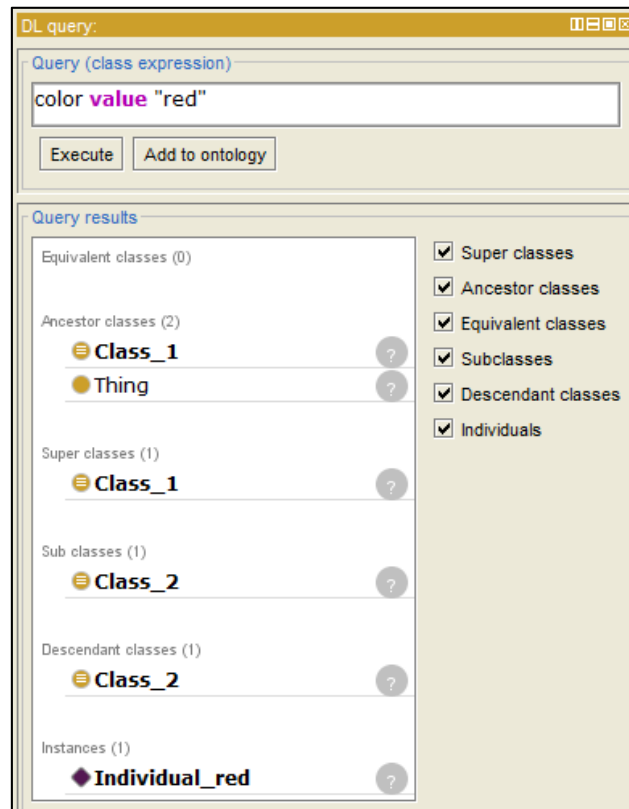 DL query:
Query (class expression)
color value "red"
Execute Add to ontology
Query results
Equivalent classes (0)
Ancestor classes (2)
Class_1 ?
Thing ?
Super classes (1)
Class_1 ?
Sub classes (1)
Class_2 ?
Descendant classes (1)
Class_2 ?
Instances (1)
Individual_red ?
Super classes
Ancestor classes
Equivalent classes
Subclasses
Descendant classes
Individuals